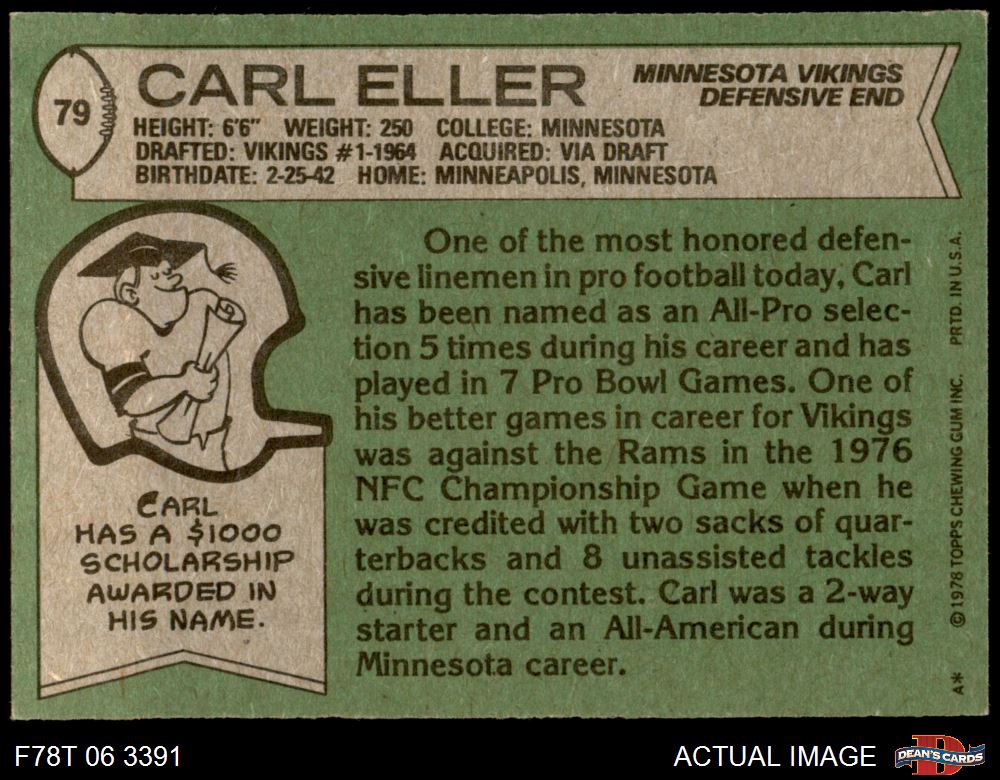 79
CARL ELLER
MINNESOTA VIKINGS
DEFENSIVE END
HEIGHT: 6'6" WEIGHT: 250 COLLEGE: MINNESOTA
DRAFTED: VIKINGS #1-1964 ACQUIRED: VIA DRAFT
BIRTHDATE: 2-25-42 HOME: MINNEAPOLIS, MINNESOTA
One of the most honored defen-
sive linemen in pro football today, Carl
has been named as an All-Pro selec-
tion 5 times during his career and has
played in 7 Pro Bowl Games. One of
his better games in career for Vikings
was against the Rams in the 1976
NFC Championship Game when he
was credited with two sacks of quar-
terbacks and 8 unassisted tackles
during the contest. Carl was a 2-way
starter and an All-American during
Minnesota career.
CARL
HAS A $1000
SCHOLARSHIP
AWARDED IN
HIS NAME.
A* ©1978 TOPPS CHEWING GUM INC. PRTD. IN U.S.A.
F78T 06 3391
ACTUAL IMAGE
D
DEAN'S CARDS